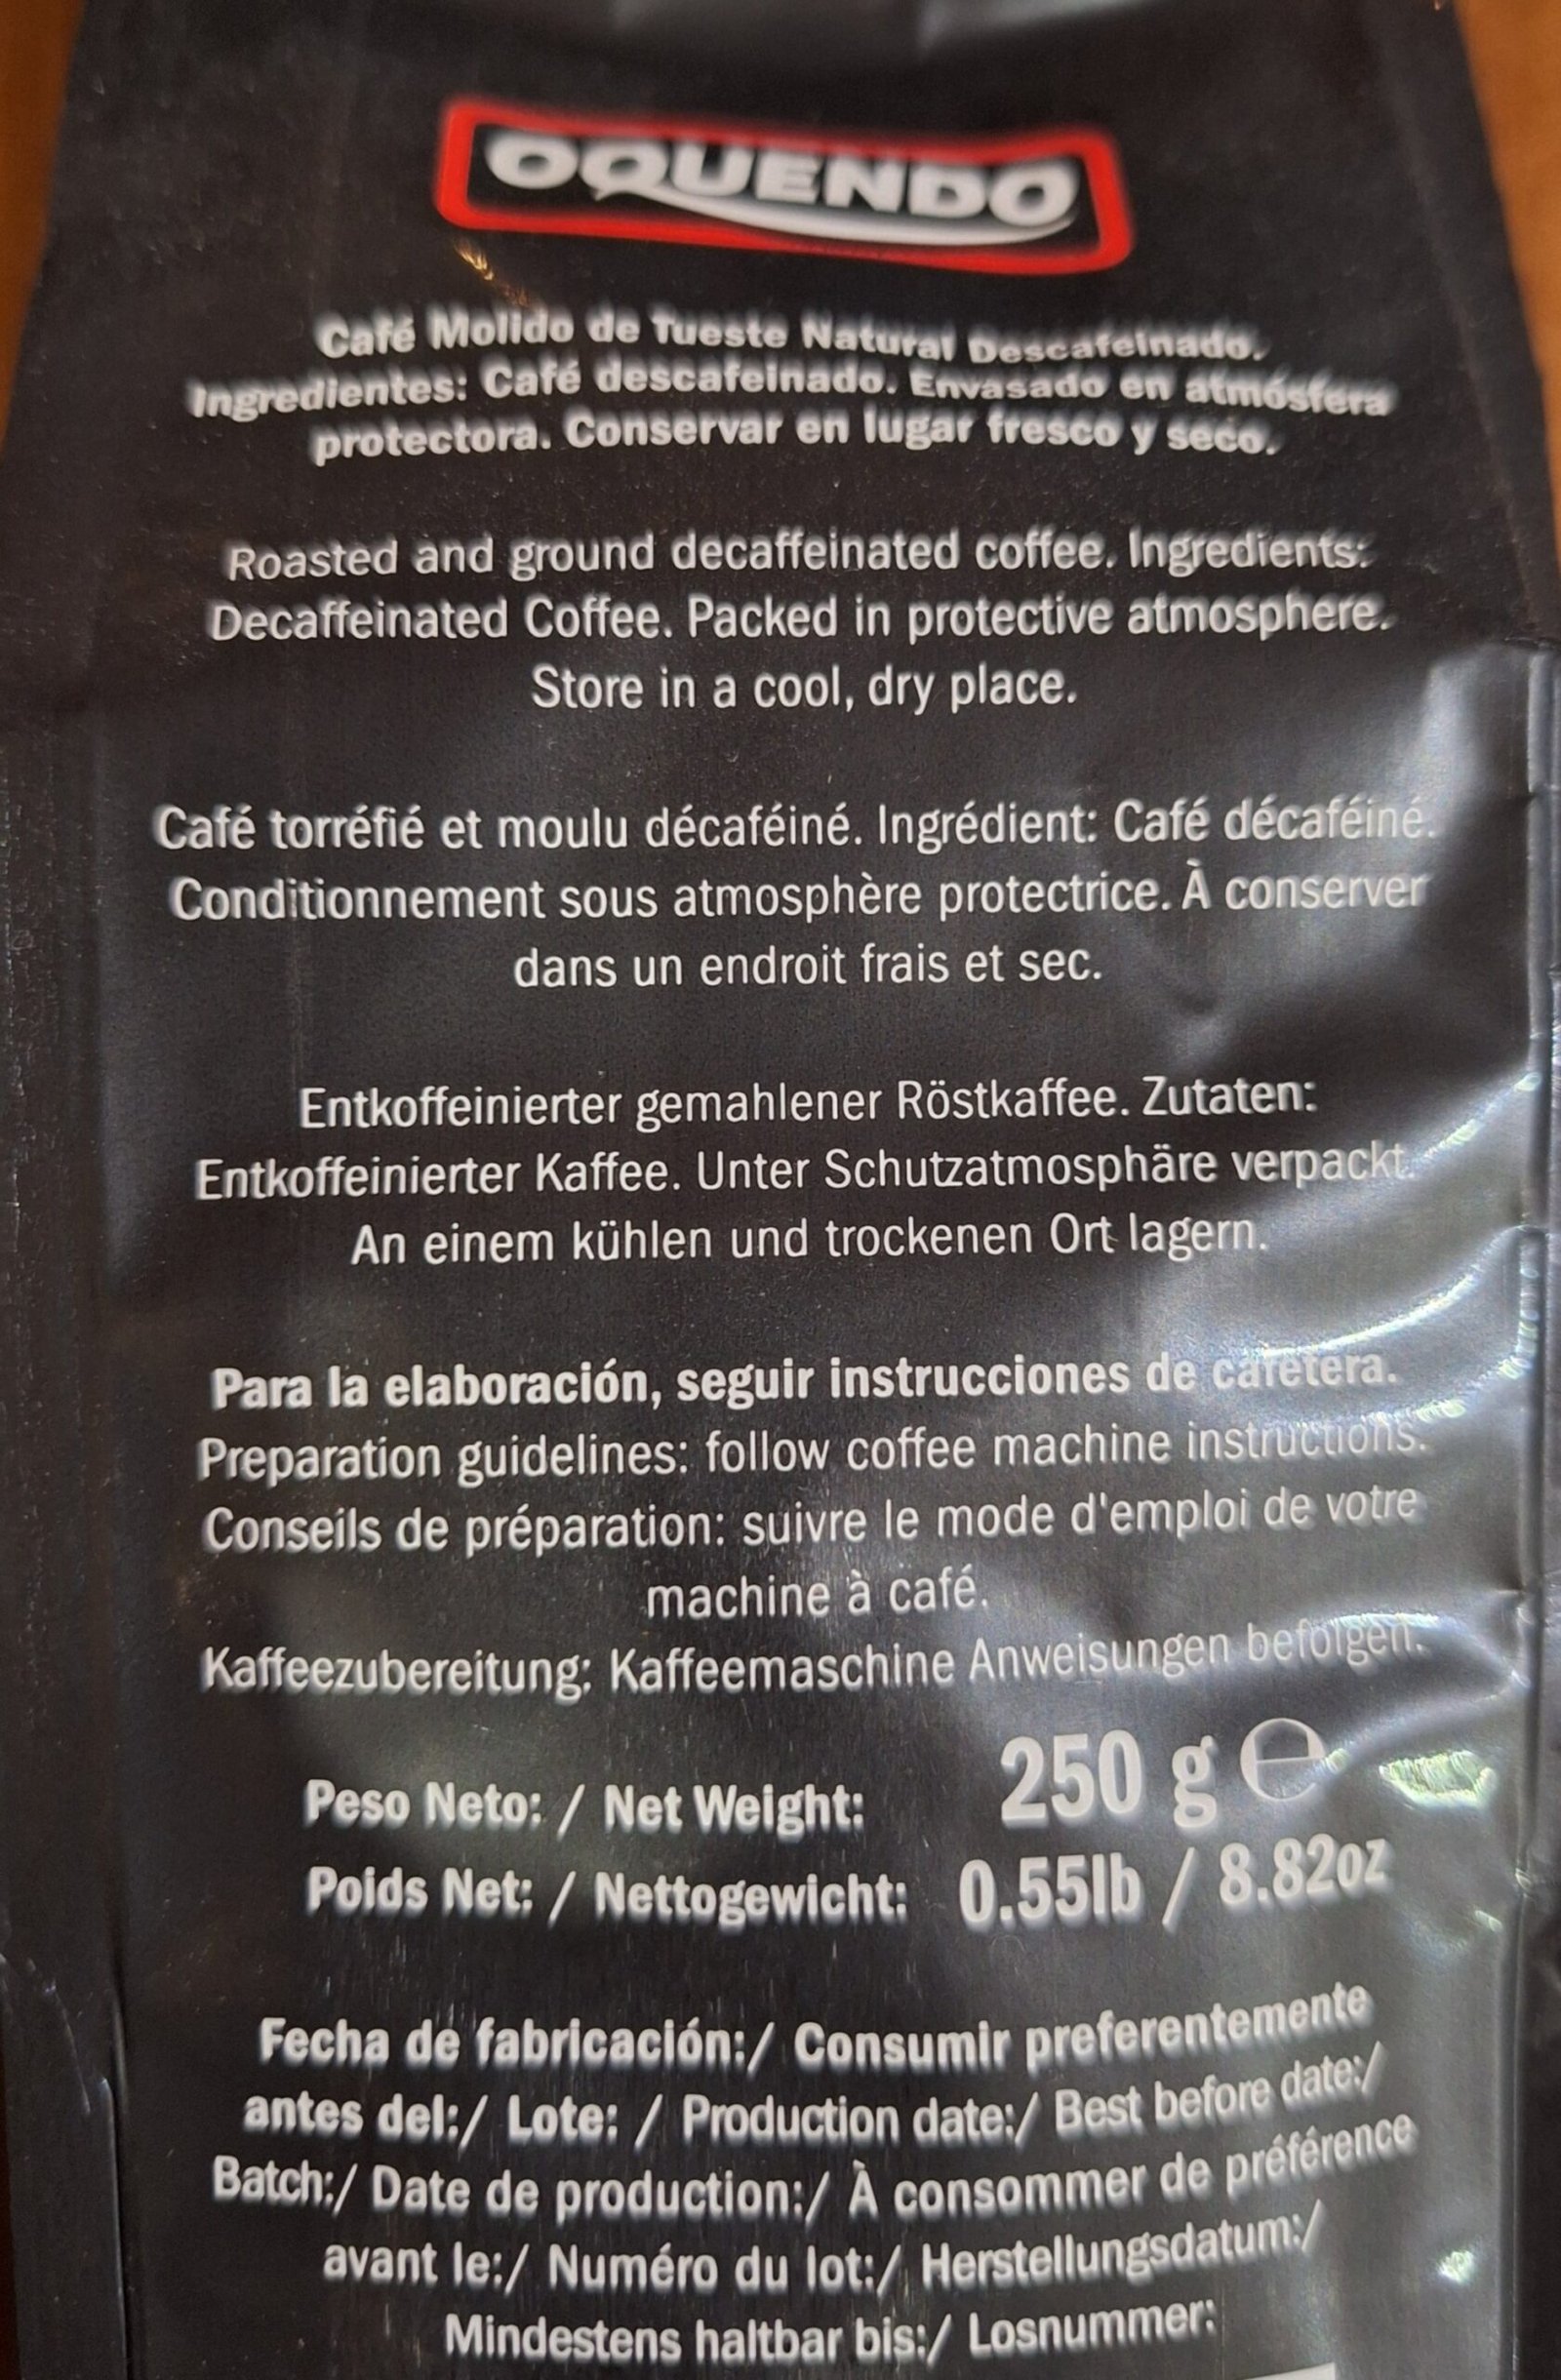 OQUENDO
Café Molido de Tueste Natural Descafeinado.
Ingredientes: Café descafeinado. Envasado en atmósfera
protectora. Conservar en lugar fresco y seco.
Roasted and ground decaffeinated coffee. Ingredients:
Decaffeinated Coffee. Packed in protective atmosphere.
Store in a cool, dry place.
Café torréfié et moulu décaféiné. Ingrédient: Café décaféiné.
Conditionnement sous atmosphère protectrice. À conserver
dans un endroit frais et sec.
Entkoffeinierter gemahlener Röstkaffee. Zutaten:
Entkoffeinierter Kaffee. Unter Schutzatmosphäre verpackt.
An einem kühlen und trockenen Ort lagern.
Para la elaboración, seguir instrucciones de cafetera.
Preparation guidelines: follow coffee machine instructions.
Conseils de préparation: suivre le mode d'emploi de votre
machine à café.
Kaffeezubereitung: Kaffeemaschine Anweisungen befolgen.
Peso Neto: / Net Weight: 250 g ℮
Poids Net: / Nettogewicht: 0.55lb / 8.82oz
Fecha de fabricación:/ Consumir preferentemente
antes del:/ Lote: / Production date:/ Best before date:/
Batch:/ Date de production:/ À consommer de préférence
avant le:/ Numéro du lot:/ Herstellungsdatum:/
Mindestens haltbar bis:/ Losnummer: